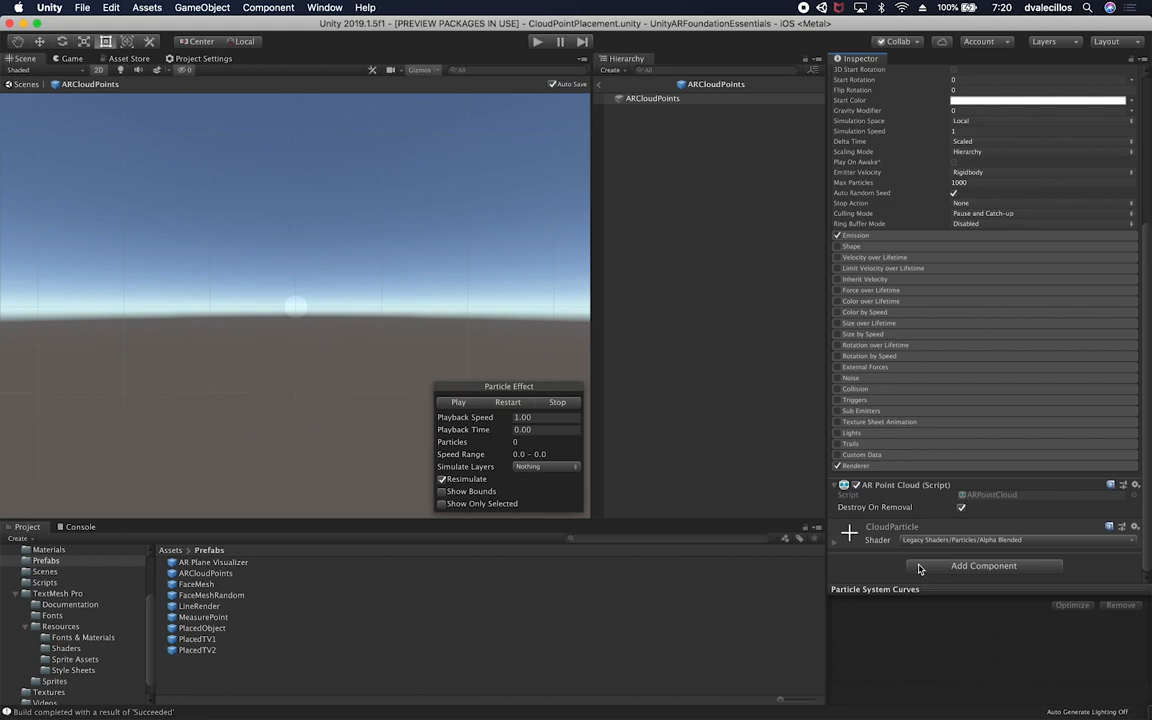 Unity File Edit Assets GameObject Component Window Help 100% 7:20 dvalecillos
Unity 2019.1.5f1 - [PREVIEW PACKAGES IN USE] - CloudPointPlacement.unity - UnityARFoundationEssentials - iOS <Metal>
Center Local Collab Account Layers Layout
Scene Game Asset Store Project Settings
Shaded 2D 0 Gizmos All
Scenes ARCloudPoints Auto Save
Particle Effect
Play Restart Stop
Playback Speed 1.00
Playback Time 0.00
Particles 0
Speed Range 0.0 - 0.0
Simulate Layers Nothing
Resimulate
Show Bounds
Show Only Selected
Hierarchy
Create All
ARCloudPoints
ARCloudPoints
Inspector
3D Start Rotation
Start Rotation 0
Flip Rotation 0
Start Color
Gravity Modifier 0
Simulation Space Local
Simulation Speed 1
Delta Time Scaled
Scaling Mode Hierarchy
Play On Awake*
Emitter Velocity Rigidbody
Max Particles 1000
Auto Random Seed
Stop Action None
Culling Mode Pause and Catch-up
Ring Buffer Mode Disabled
Emission
Shape
Velocity over Lifetime
Limit Velocity over Lifetime
Inherit Velocity
Force over Lifetime
Color over Lifetime
Color by Speed
Size over Lifetime
Size by Speed
Rotation over Lifetime
Rotation by Speed
External Forces
Noise
Collision
Triggers
Sub Emitters
Texture Sheet Animation
Lights
Trails
Custom Data
Renderer
AR Point Cloud (Script)
Script ARPointCloud
Destroy On Removal
CloudParticle
Shader Legacy Shaders/Particles/Alpha Blended
Add Component
Particle System Curves
Optimize Remove
Project Console
Create
Materials
Prefabs
Scenes
Scripts
TextMesh Pro
Documentation
Fonts
Resources
Fonts & Materials
Shaders
Sprite Assets
Style Sheets
Sprites
Textures
Videos
Assets Prefabs
AR Plane Visualizer
ARCloudPoints
FaceMesh
FaceMeshRandom
LineRender
MeasurePoint
PlacedObject
PlacedTV1
PlacedTV2
Build completed with a result of 'Succeeded'
Auto Generate Lighting Off